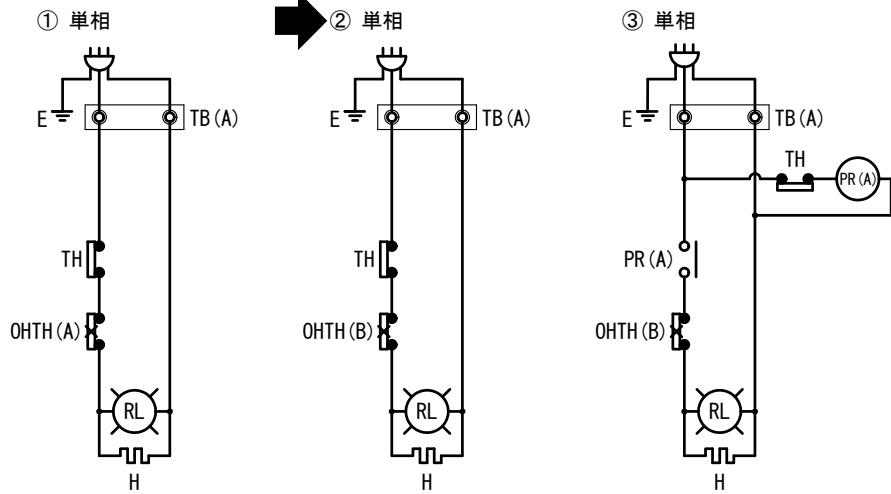 ① 単相
E
TB(A)
TH
OHTH(A)
RL
H
② 単相
E
TB(A)
TH
OHTH(B)
RL
H
③ 単相
E
TB(A)
TH
PR(A)
PR(A)
OHTH(B)
RL
H